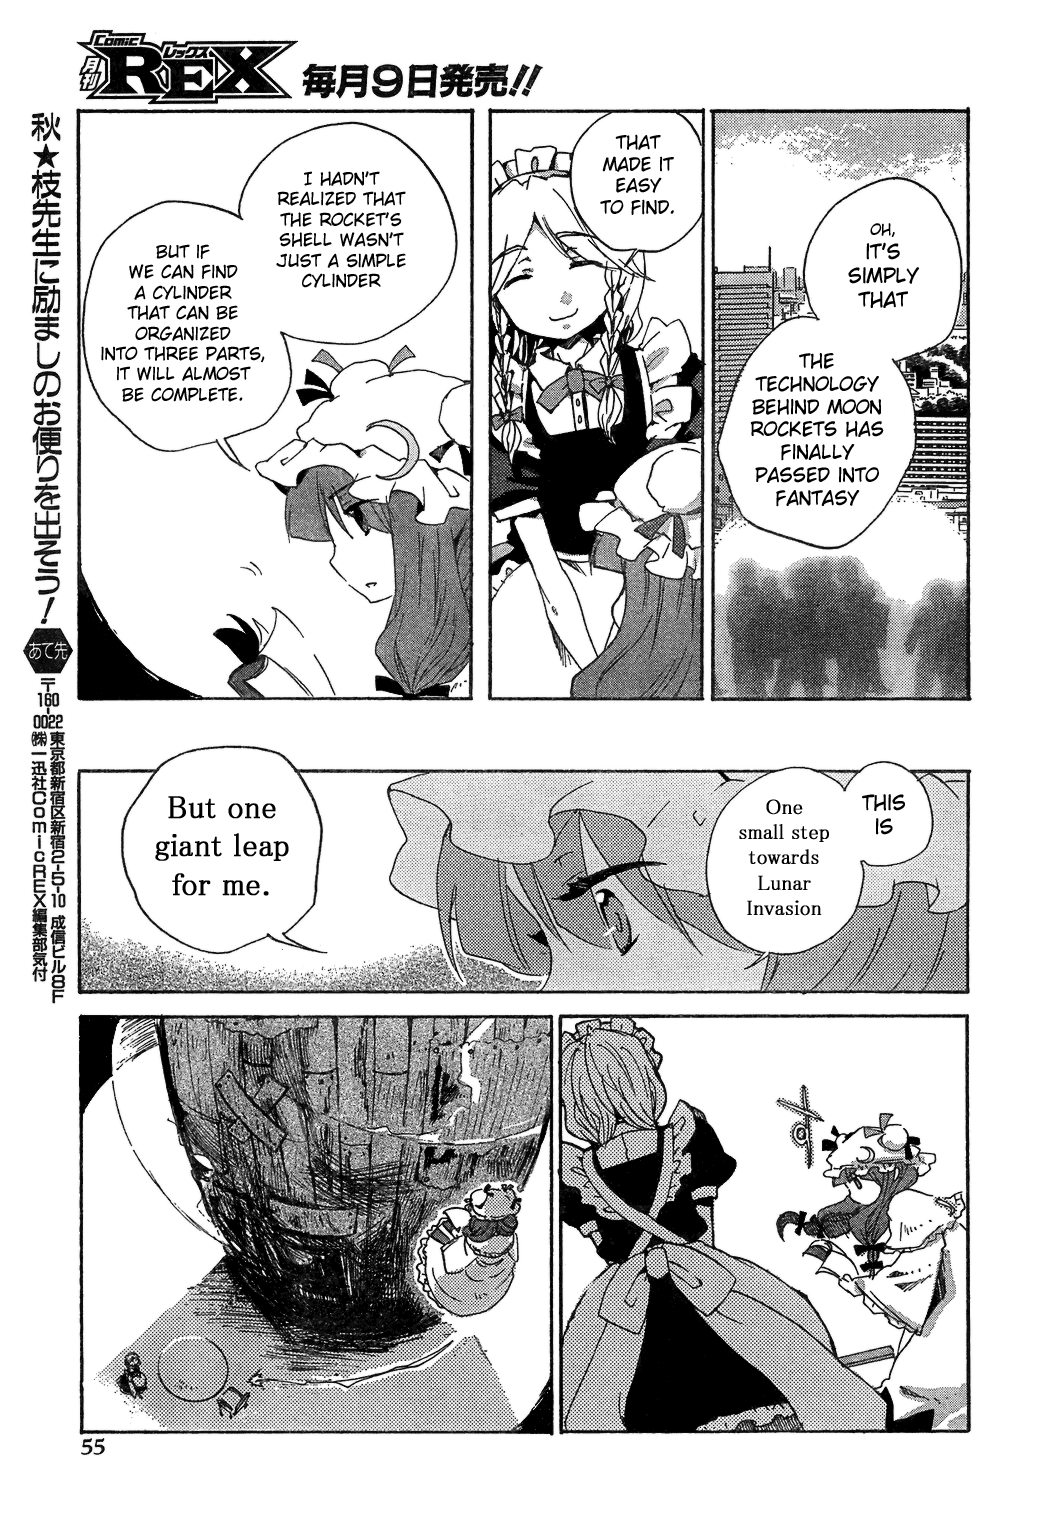 Comic
月刊
REX
レックス
毎月9日発売!!
秋★枝先生に励ましのお便りを出そう!
あて先
〒160-0022 東京都新宿区新宿2-5-10 成信ビル8F
(株)一迅社ComicREX編集部気付
OH,
IT'S
SIMPLY
THAT
THE
TECHNOLOGY
BEHIND MOON
ROCKETS HAS
FINALLY
PASSED INTO
FANTASY
THAT
MADE IT
EASY
TO FIND.
I HADN'T
REALIZED THAT
THE ROCKET'S
SHELL WASN'T
JUST A SIMPLE
CYLINDER
BUT IF
WE CAN FIND
A CYLINDER
THAT CAN BE
ORGANIZED
INTO THREE PARTS,
IT WILL ALMOST
BE COMPLETE.
THIS
IS
One
small step
towards
Lunar
Invasion
But one
giant leap
for me.
55